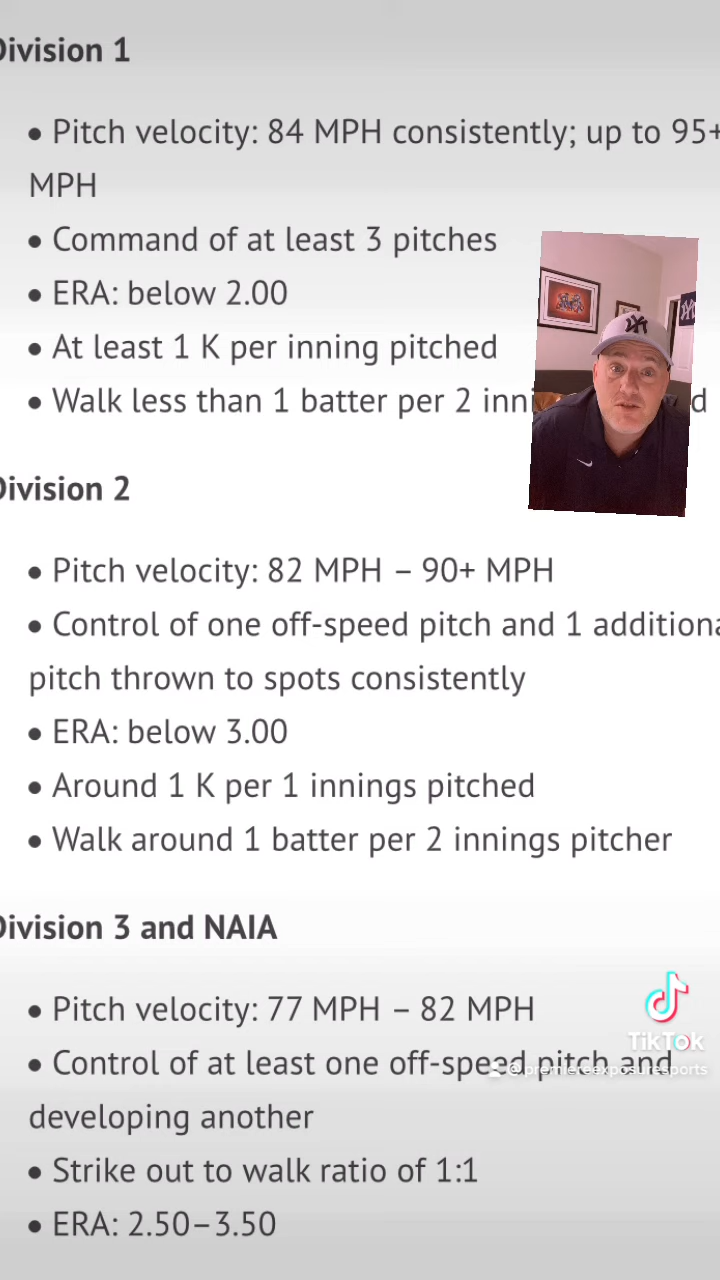 Division 1
• Pitch velocity: 84 MPH consistently; up to 95+
MPH
• Command of at least 3 pitches
• ERA: below 2.00
• At least 1 K per inning pitched
• Walk less than 1 batter per 2 inni d
Division 2
• Pitch velocity: 82 MPH – 90+ MPH
• Control of one off-speed pitch and 1 additiona
pitch thrown to spots consistently
• ERA: below 3.00
• Around 1 K per 1 innings pitched
• Walk around 1 batter per 2 innings pitcher
Division 3 and NAIA
• Pitch velocity: 77 MPH – 82 MPH
TikTok
• Control of at least one off-speed pitch and
@premiereexposuresports
developing another
• Strike out to walk ratio of 1:1
• ERA: 2.50–3.50